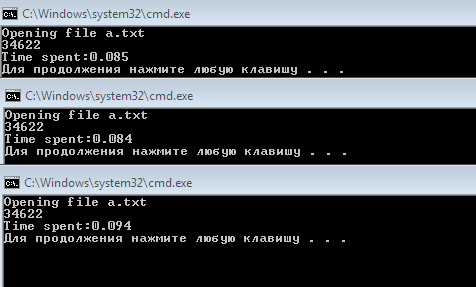 C:\Windows\system32\cmd.exe
Opening file a.txt
34622
Time spent:0.085
Для продолжения нажмите любую клавишу . . .
C:\Windows\system32\cmd.exe
Opening file a.txt
34622
Time spent:0.084
Для продолжения нажмите любую клавишу . . .
C:\Windows\system32\cmd.exe
Opening file a.txt
34622
Time spent:0.094
Для продолжения нажмите любую клавишу . . .